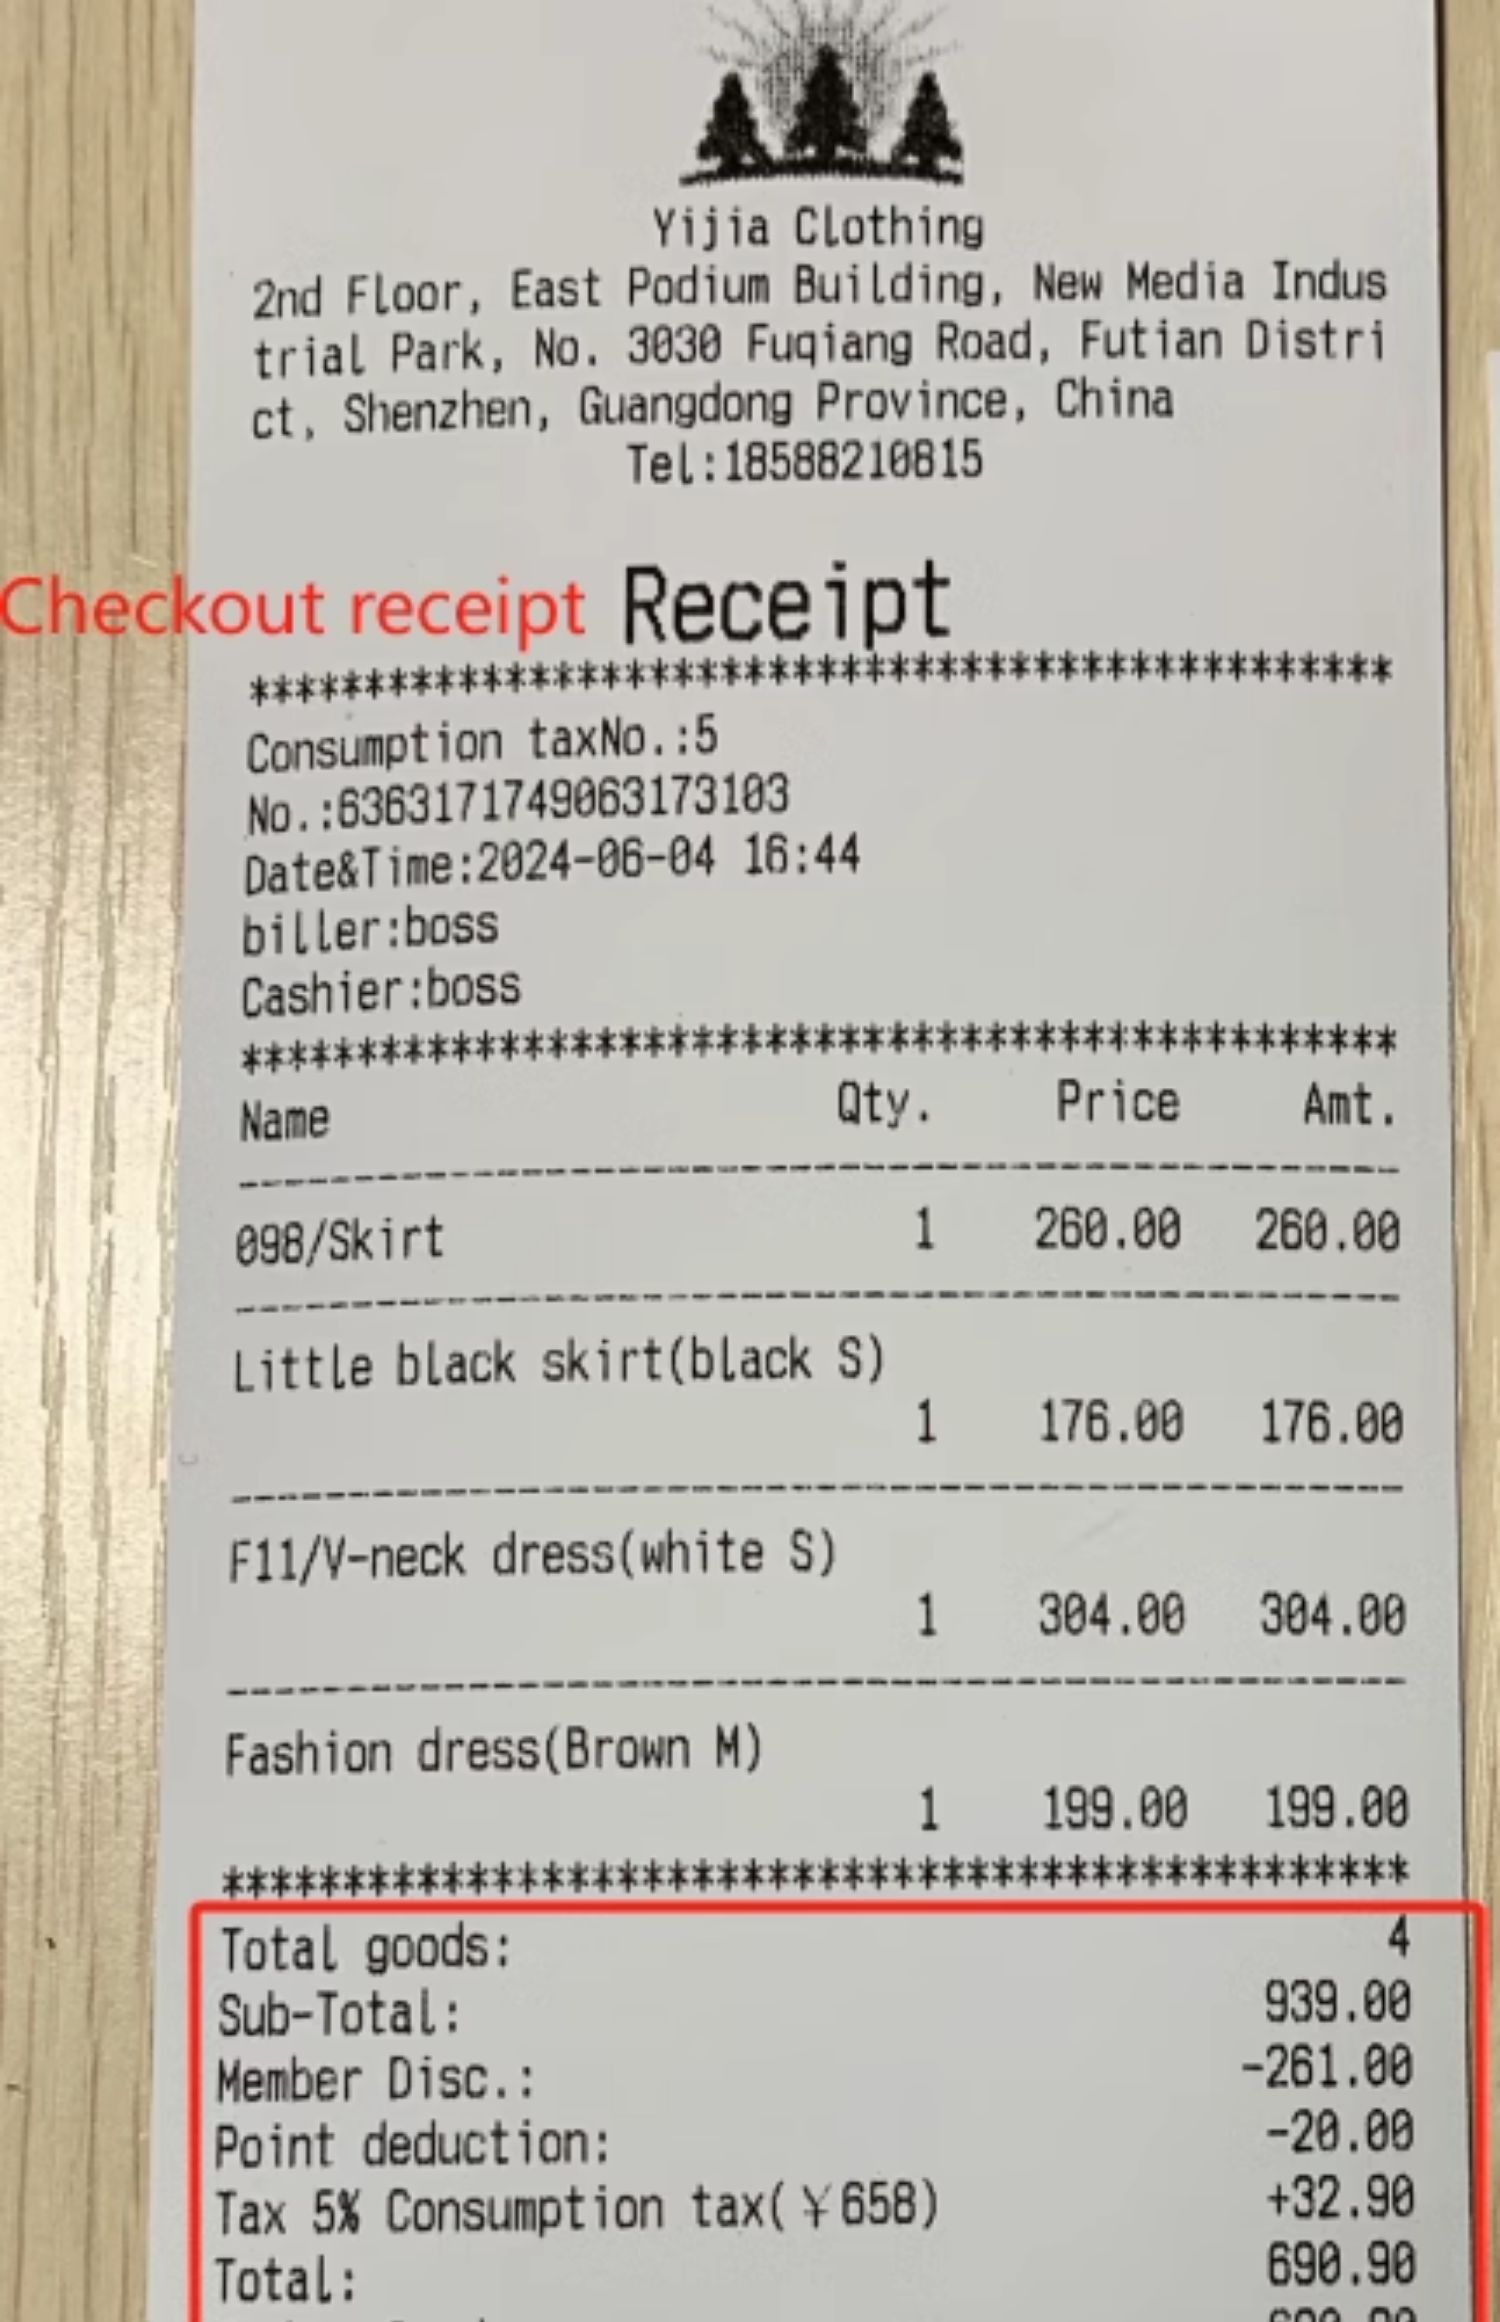 Yijia Clothing
2nd Floor, East Podium Building, New Media Indus
trial Park, No. 3030 Fuqiang Road, Futian Distri
ct, Shenzhen, Guangdong Province, China
Tel:18588210815
Checkout receipt Receipt
************************************************
Consumption taxNo.:5
No.:636317174906317310​3
Date&Time:2024-06-04 16:44
biller:boss
Cashier:boss
************************************************
Name Qty. Price Amt.
------------------------------------------------
098/Skirt 1 260.00 260.00
------------------------------------------------
Little black skirt(black S)
1 176.00 176.00
------------------------------------------------
F11/V-neck dress(white S)
1 304.00 304.00
------------------------------------------------
Fashion dress(Brown M)
1 199.00 199.00
************************************************
Total goods: 4
Sub-Total: 939.00
Member Disc.: -261.00
Point deduction: -20.00
Tax 5% Consumption tax(¥658) +32.90
Total: 690.90